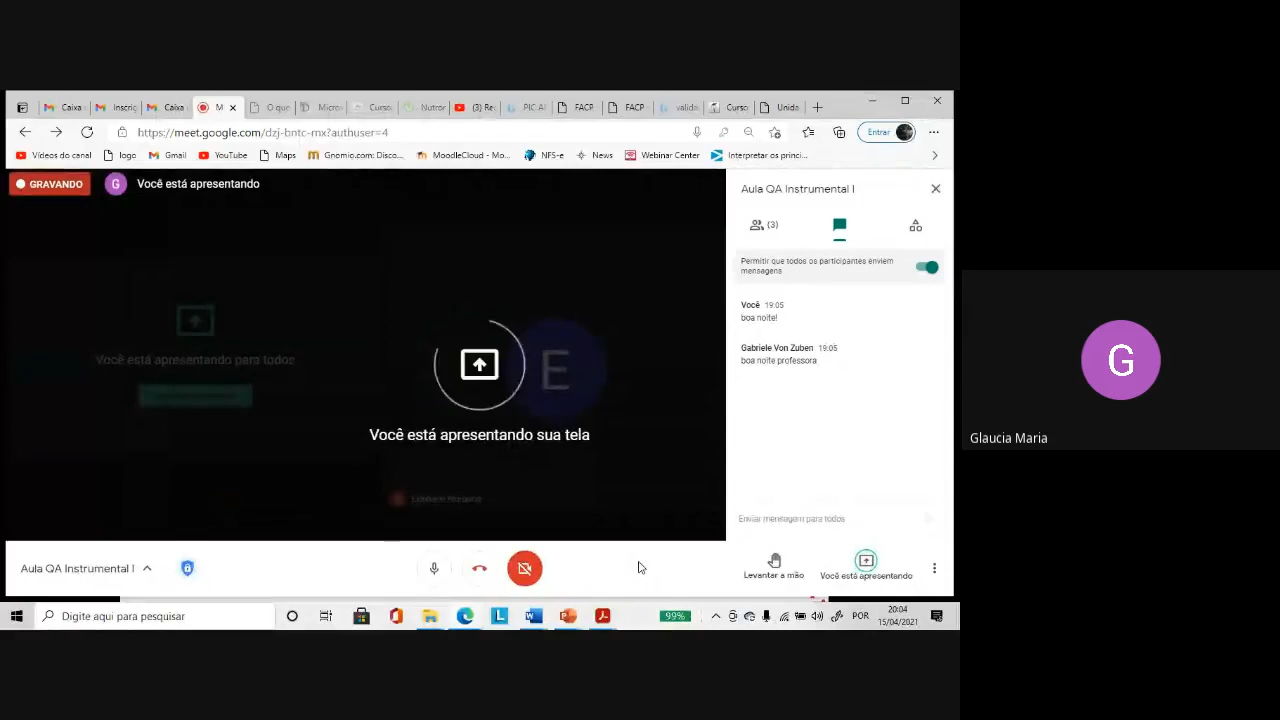 Caixa
Inscriç
Caixa
M
O que
Micro
Curso
Nutror
(3) Re
PIC AI
FACP
FACP
valida
Curso
Unida
https://meet.google.com/dzj-bntc-rnx?authuser=4
Entrar
Vídeos do canal
logo
Gmail
YouTube
Maps
Gnomio.com: Disco...
MoodleCloud - Mo...
NFS-e
News
Webinar Center
Interpretar os princi...
GRAVANDO
G
Você está apresentando
Aula QA Instrumental I
(3)
Permitir que todos os participantes enviem
mensagens
Você 19:05
boa noite!
Gabriele Von Zuben 19:05
boa noite professora
Você está apresentando para todos
E
Você está apresentando sua tela
G
Glaucia Maria
Enviar mensagem para todos
Aula QA Instrumental I
Levantar a mão
Você está apresentando
Digite aqui para pesquisar
99%
POR
20:04
15/04/2021